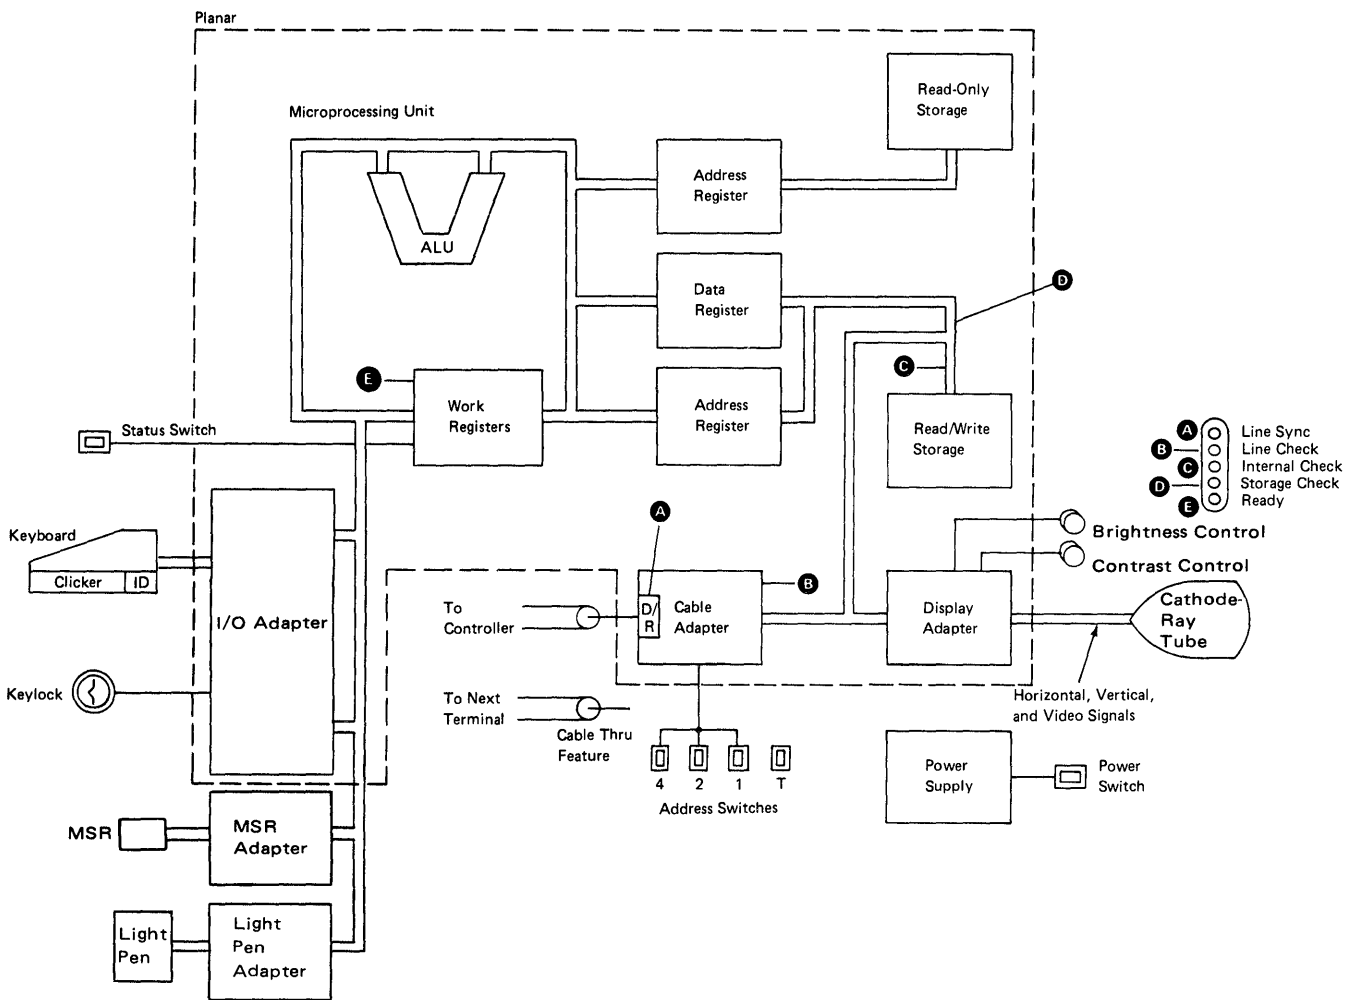 Planar
Microprocessing Unit
Read-Only
Storage
Address
Register
ALU
Data
Register
D
C
E
Work
Registers
Address
Register
Read/Write
Storage
Status Switch
A
B
C
D
E
Line Sync
Line Check
Internal Check
Storage Check
Ready
Keyboard
Clicker
ID
I/O Adapter
A
Brightness Control
Contrast Control
To
Controller
D/
R
Cable
Adapter
B
Display
Adapter
Cathode-
Ray
Tube
Keylock
To Next
Terminal
Cable Thru
Feature
Horizontal, Vertical,
and Video Signals
4
2
1
T
Address Switches
Power
Supply
Power
Switch
MSR
MSR
Adapter
Light
Pen
Light
Pen
Adapter